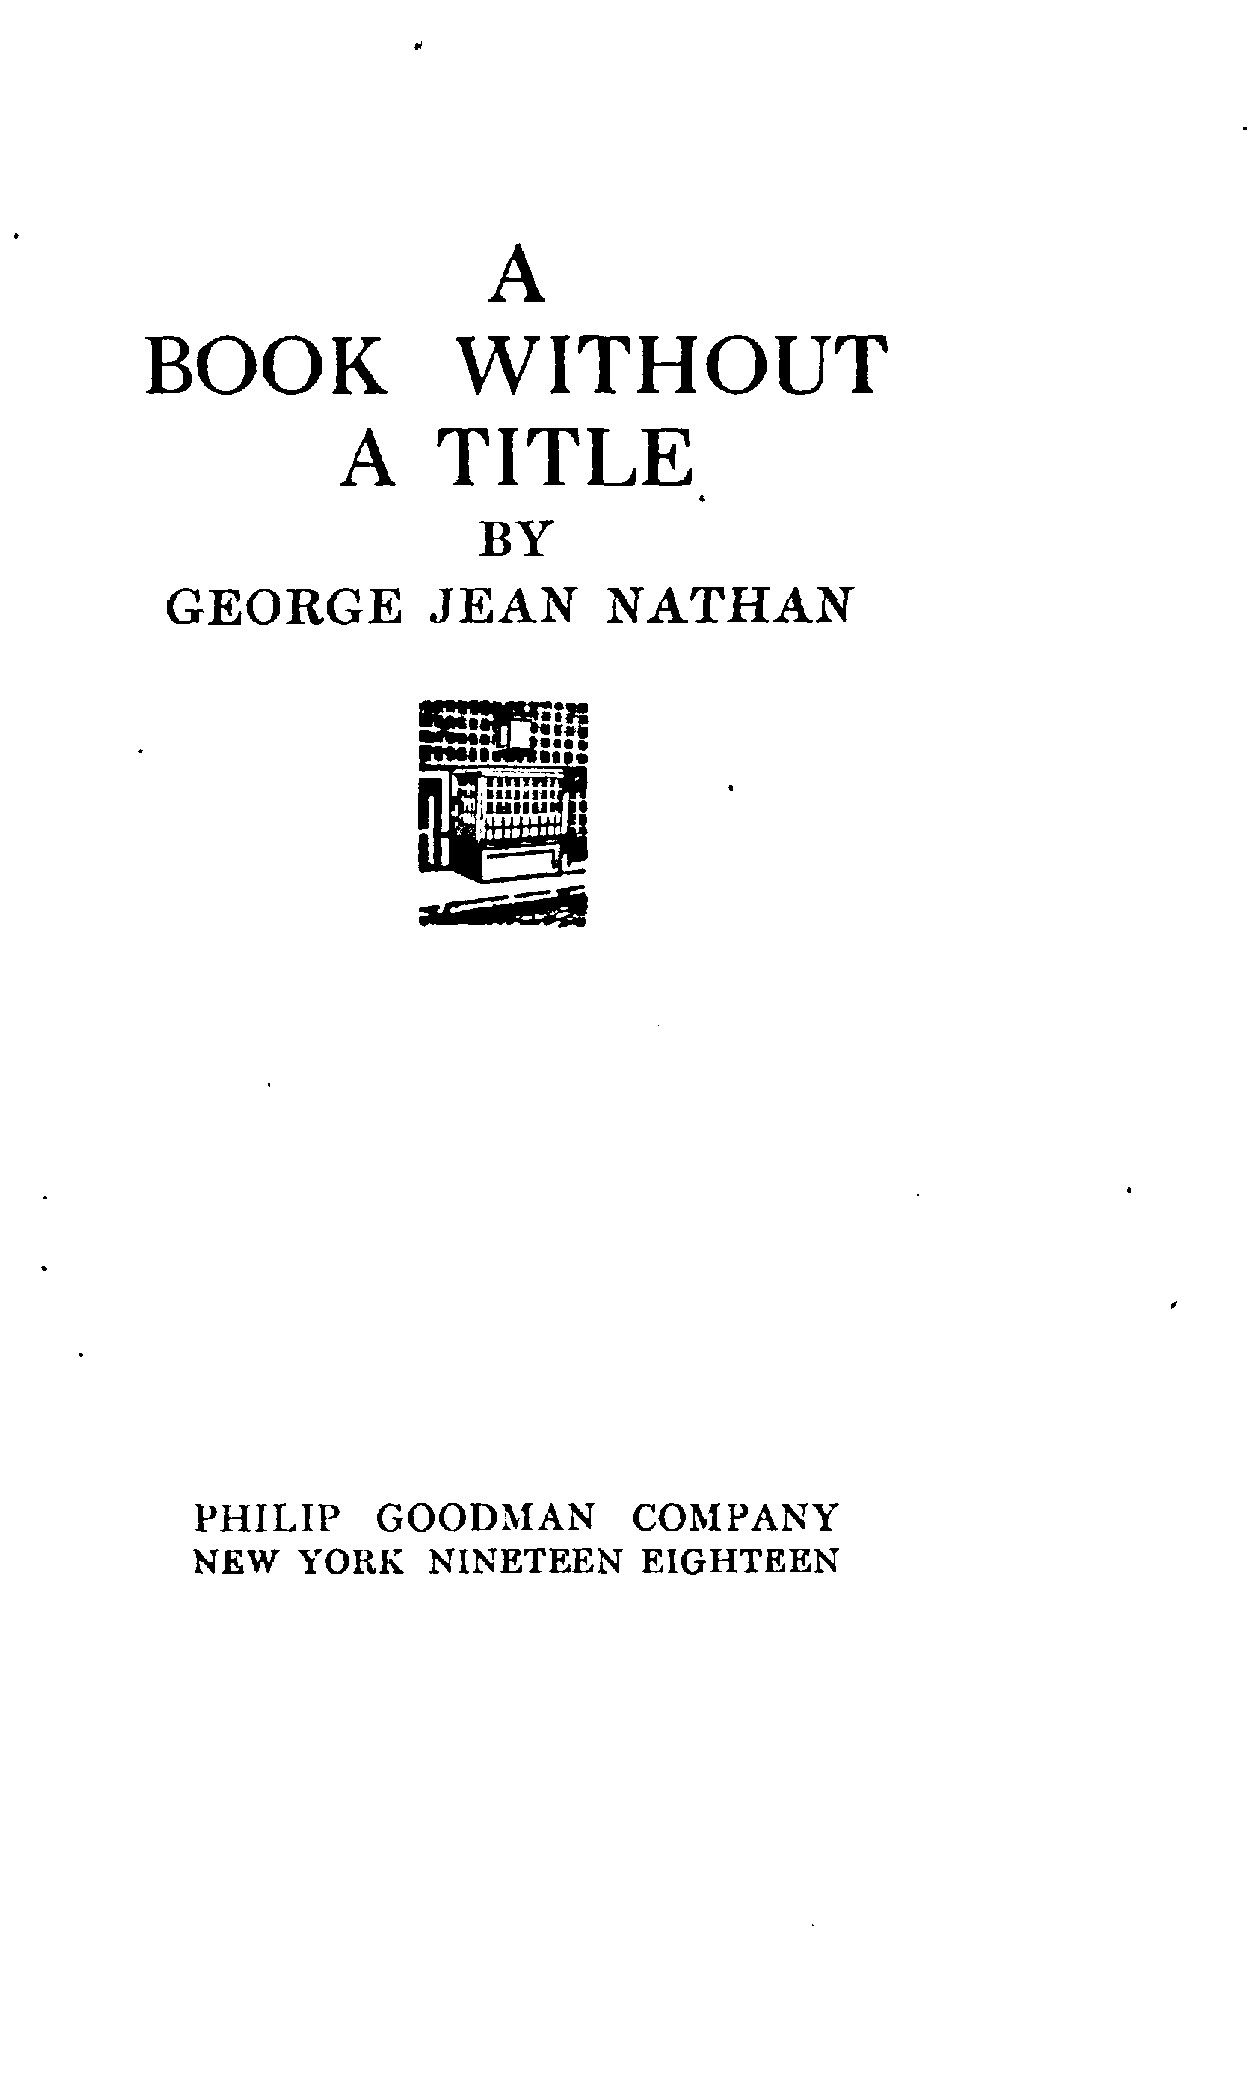 A
BOOK WITHOUT
A TITLE
BY
GEORGE JEAN NATHAN
PHILIP GOODMAN COMPANY
NEW YORK NINETEEN EIGHTEEN